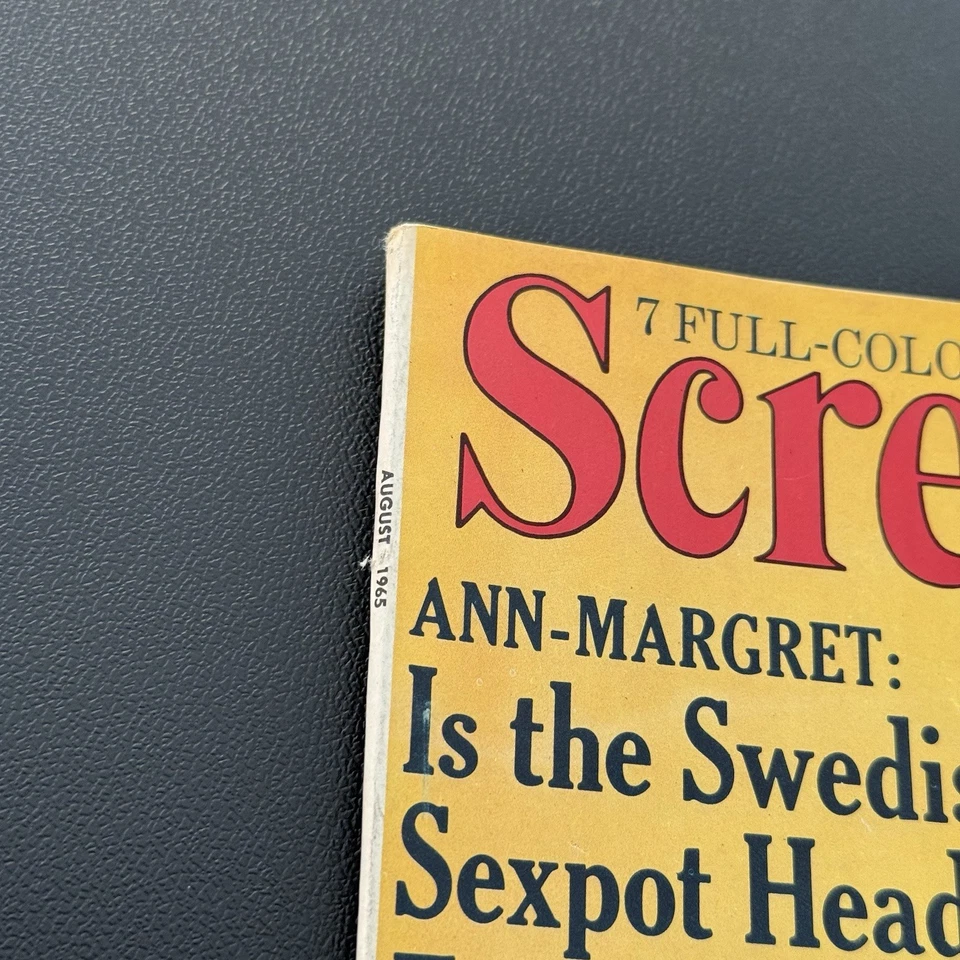 7 FULL-COLO
Scre
AUGUST 1965
ANN-MARGRET:
Is the Swedis
Sexpot Head